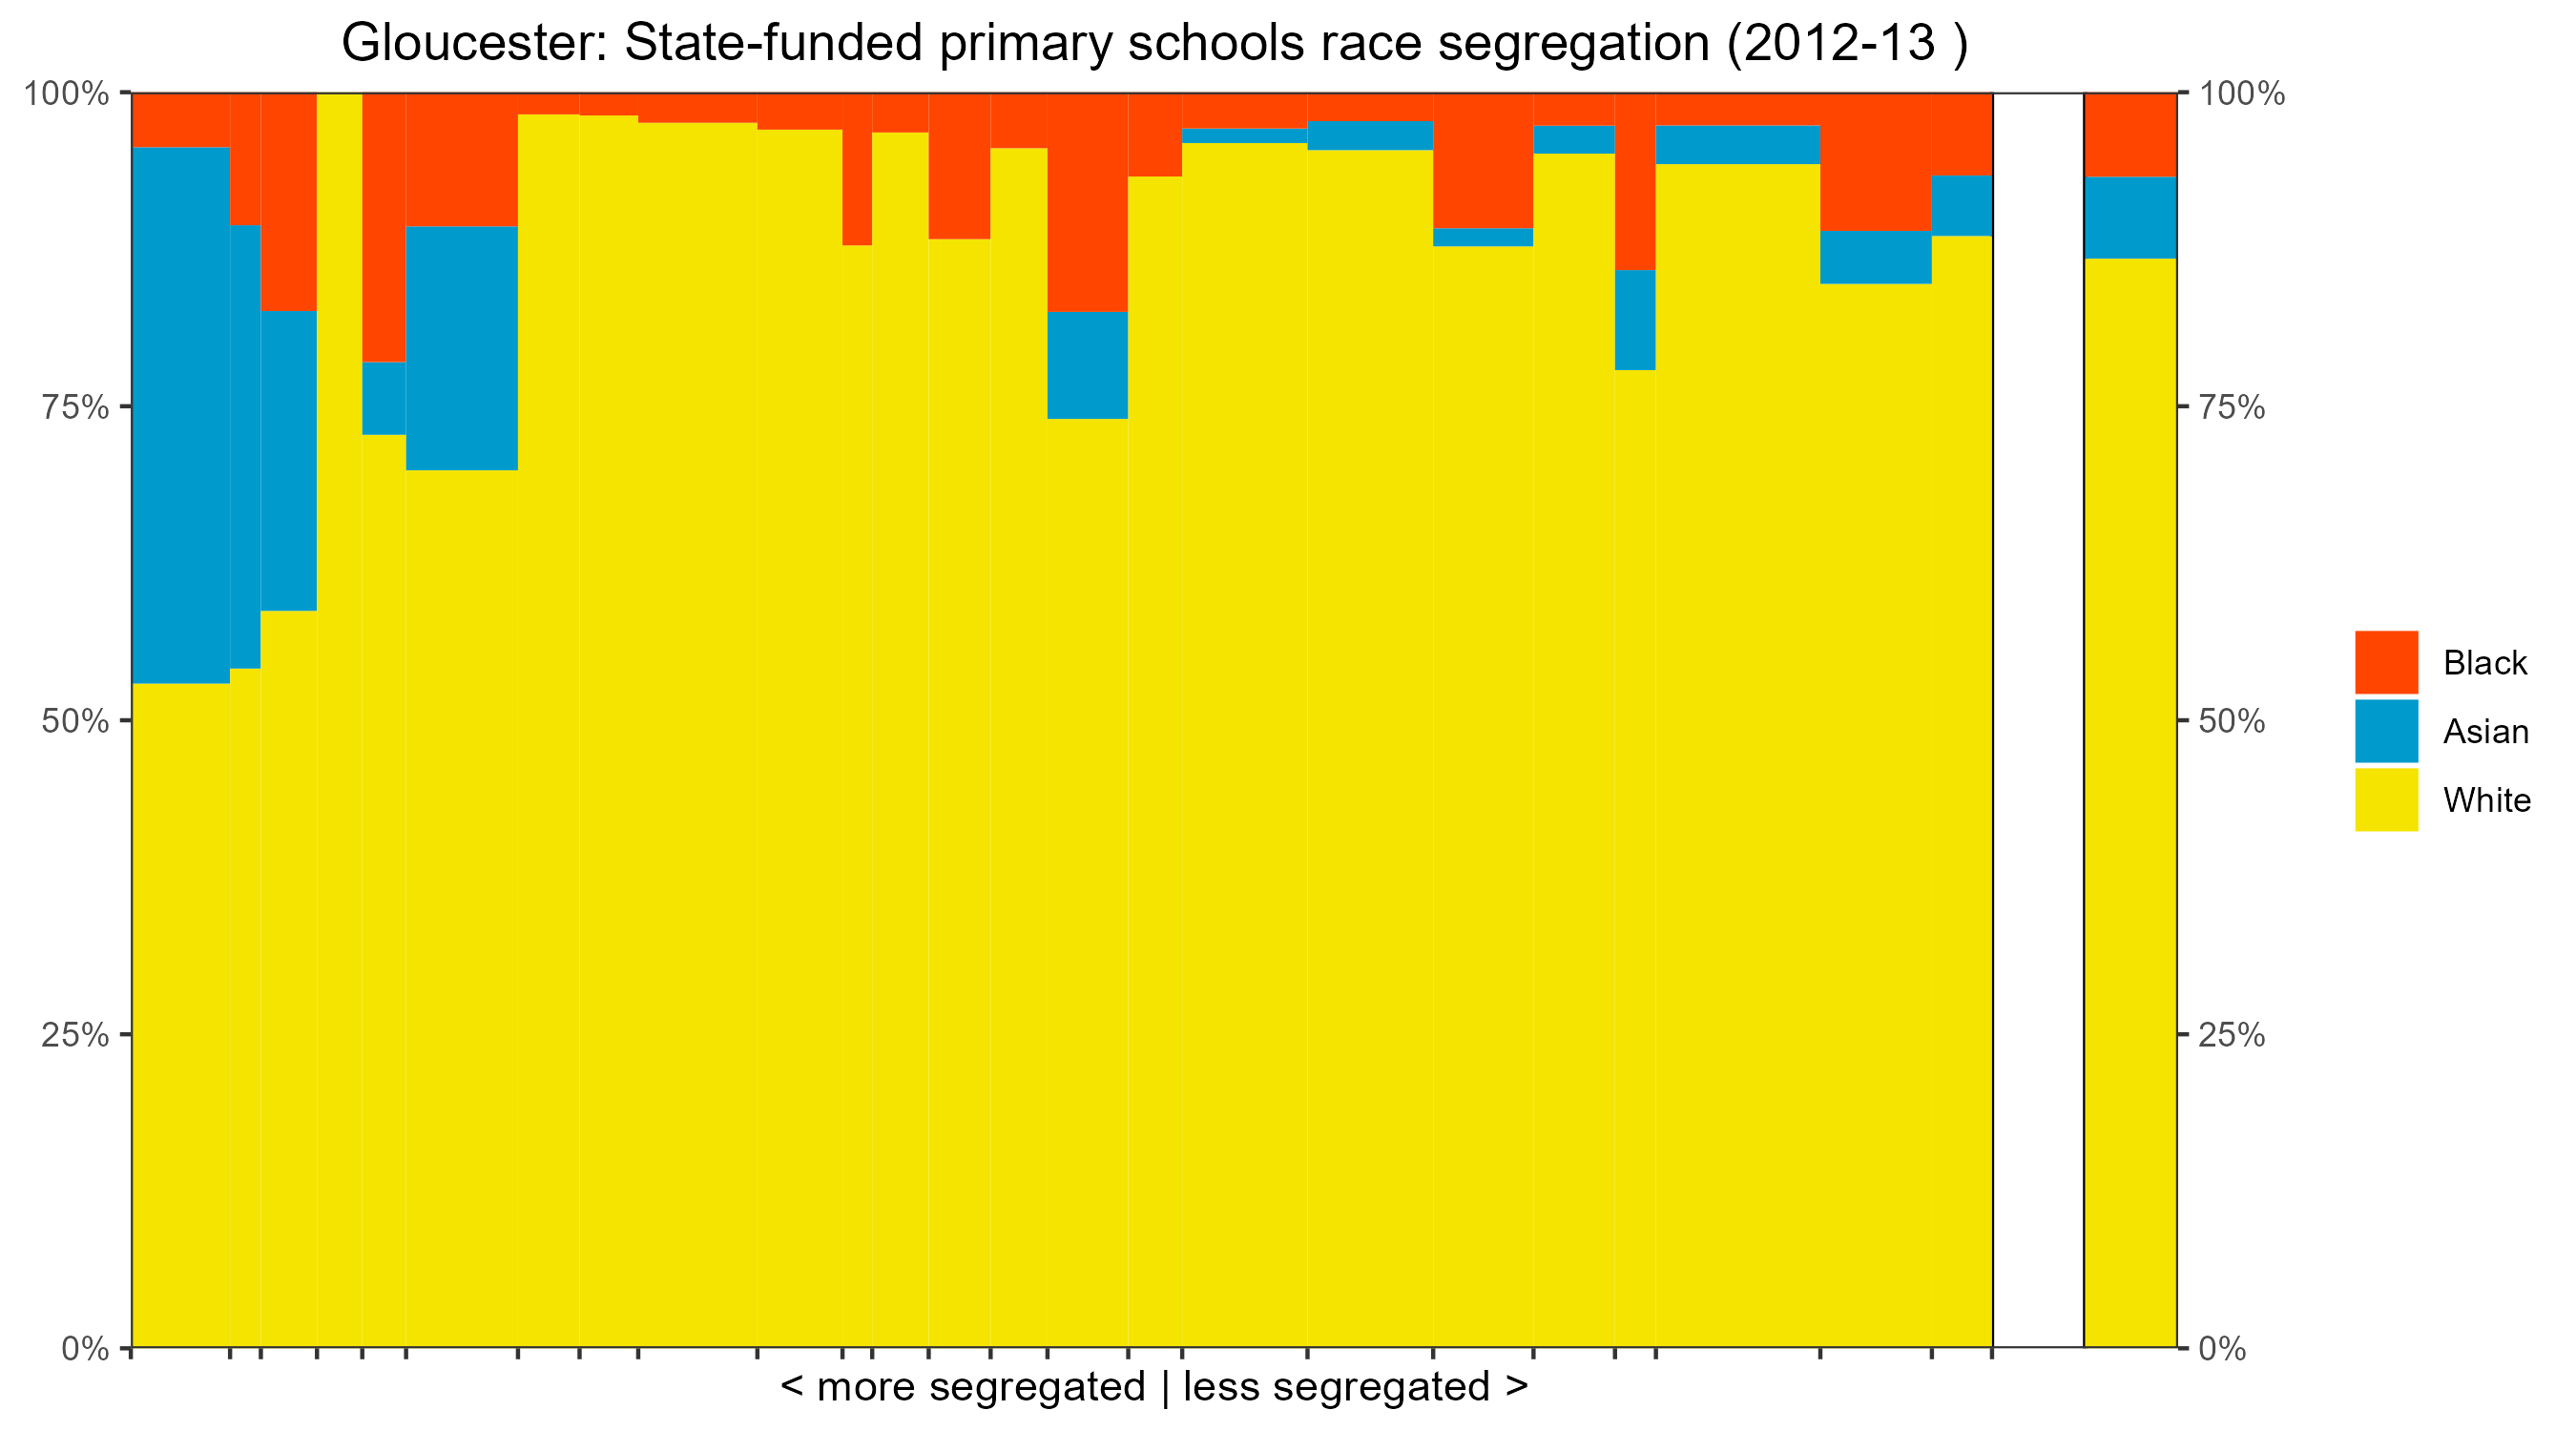 Gloucester: State-funded primary schools race segregation (2012-13 )
100%
75%
50%
25%
0%
100%
75%
50%
25%
0%
Black
Asian
White
< more segregated | less segregated >